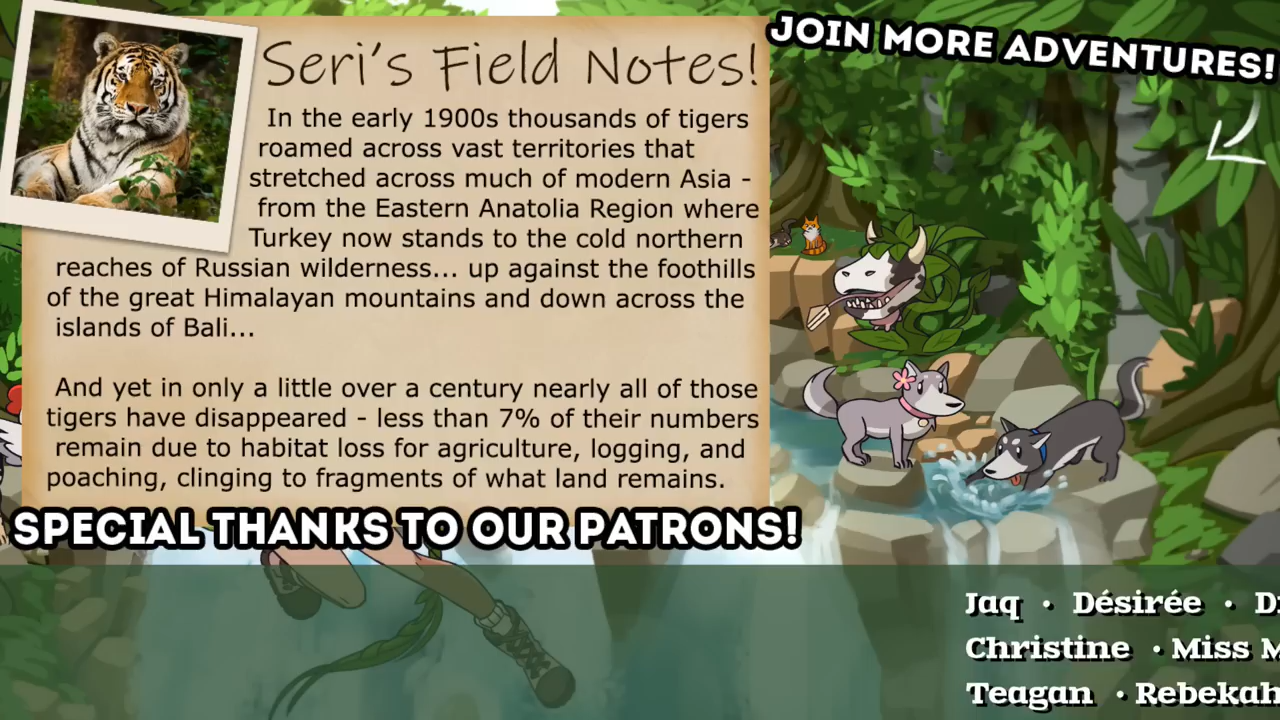 Seri's Field Notes!
In the early 1900s thousands of tigers
roamed across vast territories that
stretched across much of modern Asia -
from the Eastern Anatolia Region where
Turkey now stands to the cold northern
reaches of Russian wilderness... up against the foothills
of the great Himalayan mountains and down across the
islands of Bali...
And yet in only a little over a century nearly all of those
tigers have disappeared - less than 7% of their numbers
remain due to habitat loss for agriculture, logging, and
poaching, clinging to fragments of what land remains.
JOIN MORE ADVENTURES!
SPECIAL THANKS TO OUR PATRONS!
Jaq · Désirée ·
Christine · Miss
Teagan · Rebekah